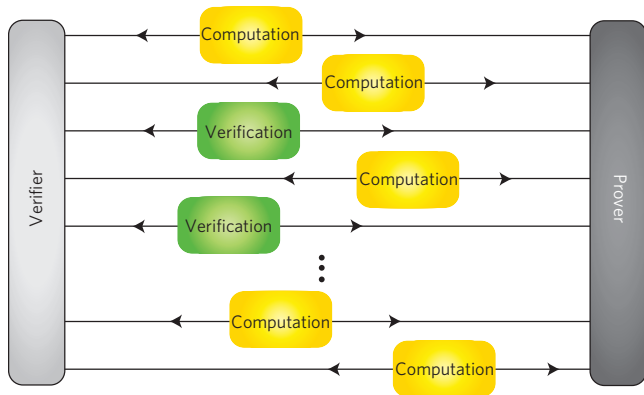 Computation
Computation
Verification
Verifier
Computation
Prover
Verification
Computation
Computation